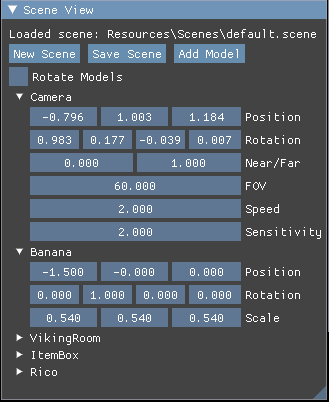 Scene View
Loaded scene: Resources\Scenes\default.scene
New Scene Save Scene Add Model
Rotate Models
Camera
-0.796 1.003 1.184 Position
0.983 0.177 -0.039 0.007 Rotation
0.000 1.000 Near/Far
60.000 FOV
2.000 Speed
2.000 Sensitivity
Banana
-1.500 -0.000 0.000 Position
0.000 1.000 0.000 0.000 Rotation
0.540 0.540 0.540 Scale
VikingRoom
ItemBox
Rico